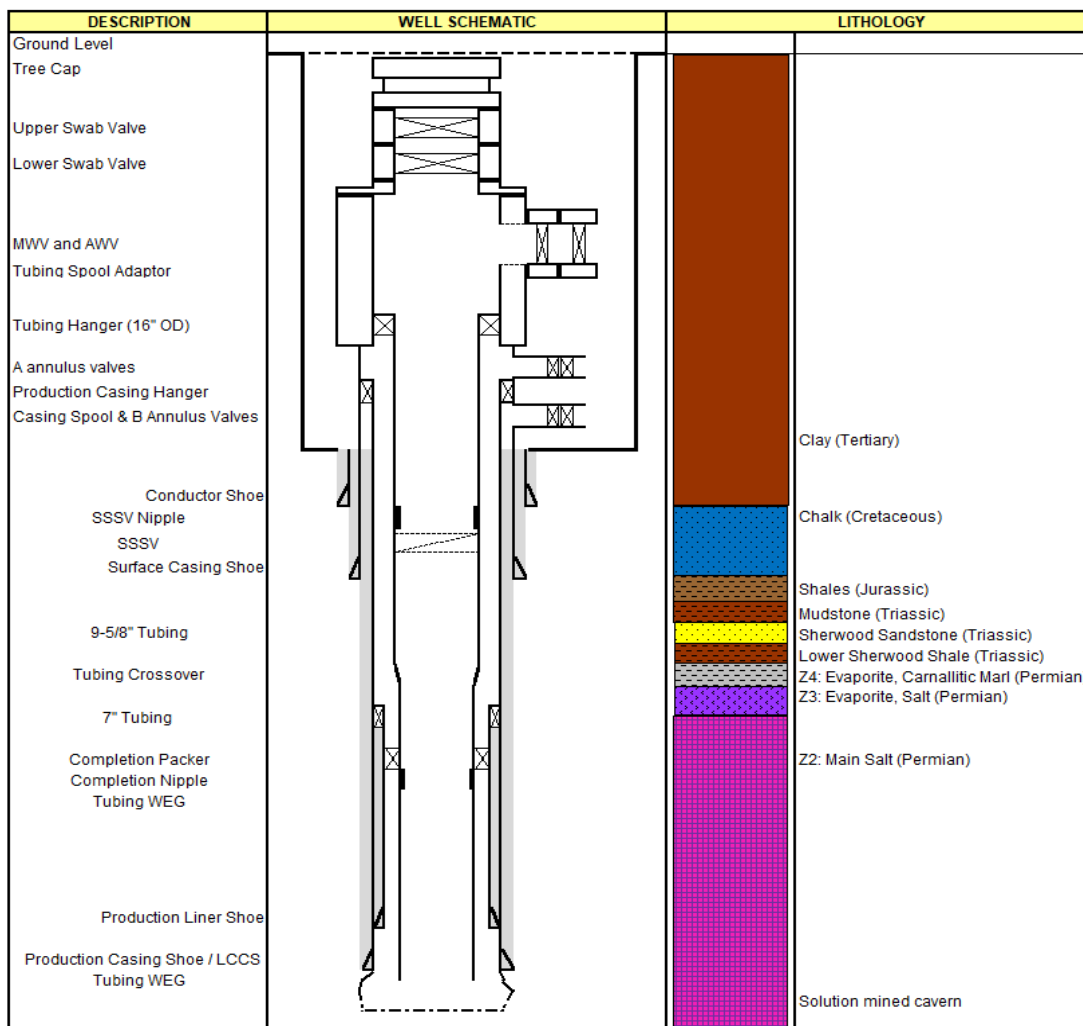 DESCRIPTION
WELL SCHEMATIC
LITHOLOGY
Ground Level
Tree Cap
Upper Swab Valve
Lower Swab Valve
MWV and AWV
Tubing Spool Adaptor
Tubing Hanger (16" OD)
A annulus valves
Production Casing Hanger
Casing Spool & B Annulus Valves
Conductor Shoe
SSSV Nipple
SSSV
Surface Casing Shoe
9-5/8" Tubing
Tubing Crossover
7" Tubing
Completion Packer
Completion Nipple
Tubing WEG
Production Liner Shoe
Production Casing Shoe / LCCS
Tubing WEG
Clay (Tertiary)
Chalk (Cretaceous)
Shales (Jurassic)
Mudstone (Triassic)
Sherwood Sandstone (Triassic)
Lower Sherwood Shale (Triassic)
Z4: Evaporite, Carnallitic Marl (Permian
Z3: Evaporite, Salt (Permian)
Z2: Main Salt (Permian)
Solution mined cavern